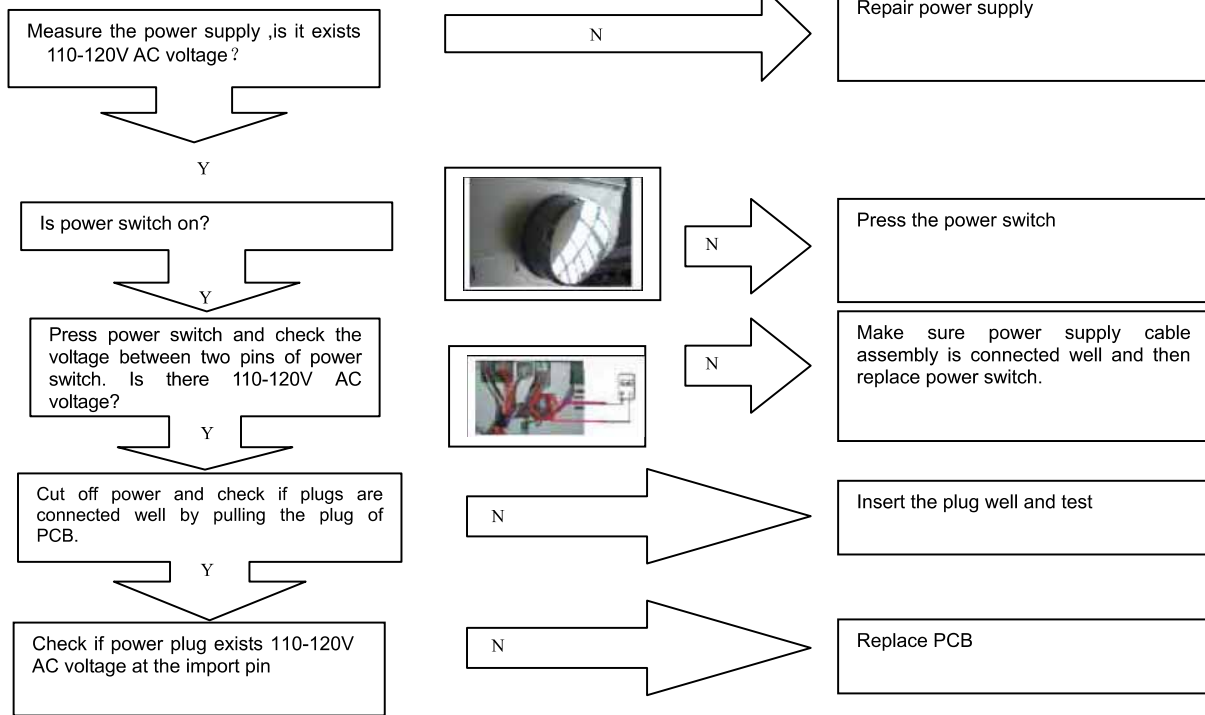 Measure the power supply ,is it exists
110-120V AC voltage？
N
Repair power supply
Y
Is power switch on?
N
Press the power switch
Y
Press power switch and check the
voltage between two pins of power
switch. Is there 110-120V AC
voltage?
N
Make sure power supply cable
assembly is connected well and then
replace power switch.
Y
Cut off power and check if plugs are
connected well by pulling the plug of
PCB.
N
Insert the plug well and test
Y
Check if power plug exists 110-120V
AC voltage at the import pin
N
Replace PCB